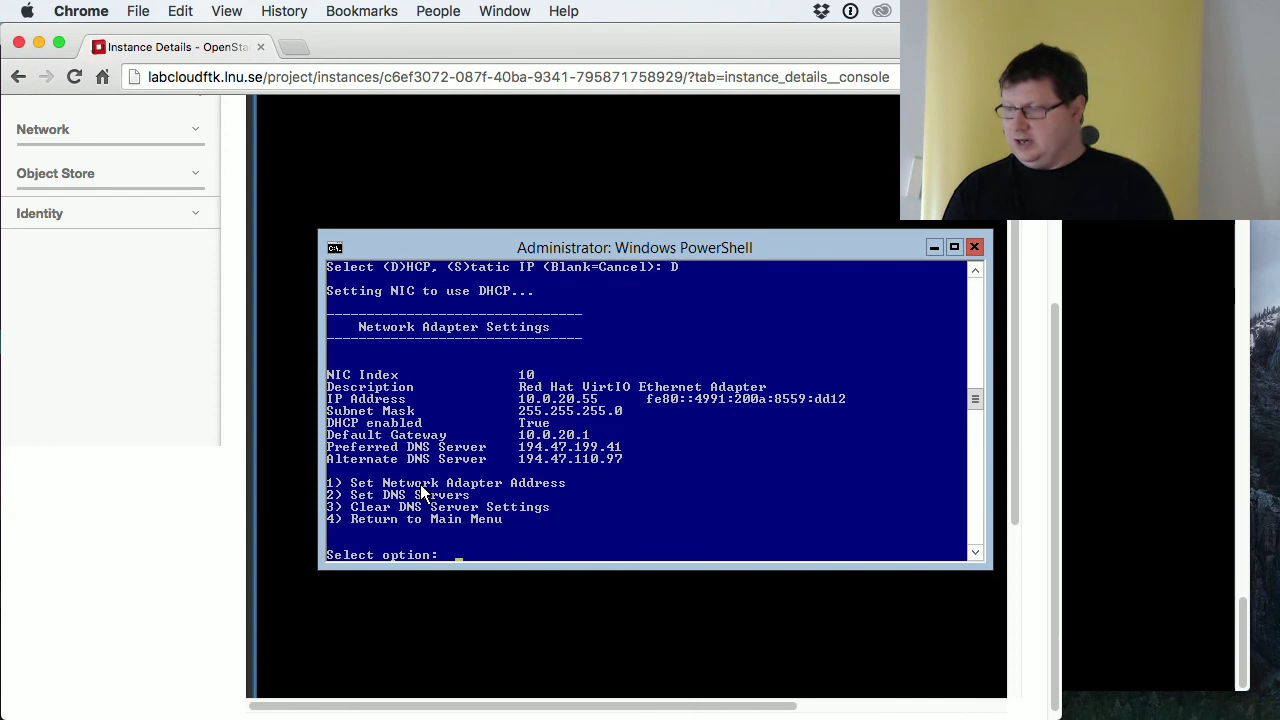 Chrome File Edit View History Bookmarks People Window Help
Instance Details - OpenSta
labcloudftk.lnu.se/project/instances/c6ef3072-087f-40ba-9341-795871758929/?tab=instance_details__console
Network
Object Store
Identity
Administrator: Windows PowerShell
Select (D)HCP, (S)tatic IP (Blank=Cancel): D
Setting NIC to use DHCP...
--------------------------------
Network Adapter Settings
--------------------------------
NIC Index 10
Description Red Hat VirtIO Ethernet Adapter
IP Address 10.0.20.55 fe80::4991:200a:8559:dd12
Subnet Mask 255.255.255.0
DHCP enabled True
Default Gateway 10.0.20.1
Preferred DNS Server 194.47.199.41
Alternate DNS Server 194.47.110.97
1) Set Network Adapter Address
2) Set DNS Servers
3) Clear DNS Server Settings
4) Return to Main Menu
Select option: